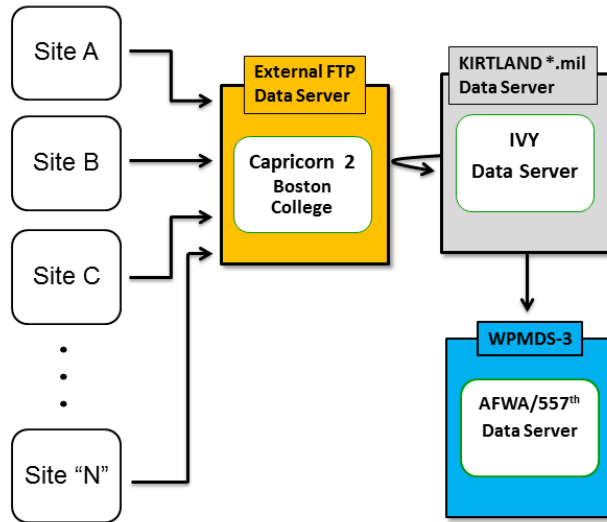 Site A
Site B
Site C
Site “N”
External FTP
Data Server
Capricorn 2
Boston
College
KIRTLAND *.mil
Data Server
IVY
Data Server
WPMDS-3
AFWA/557th
Data Server